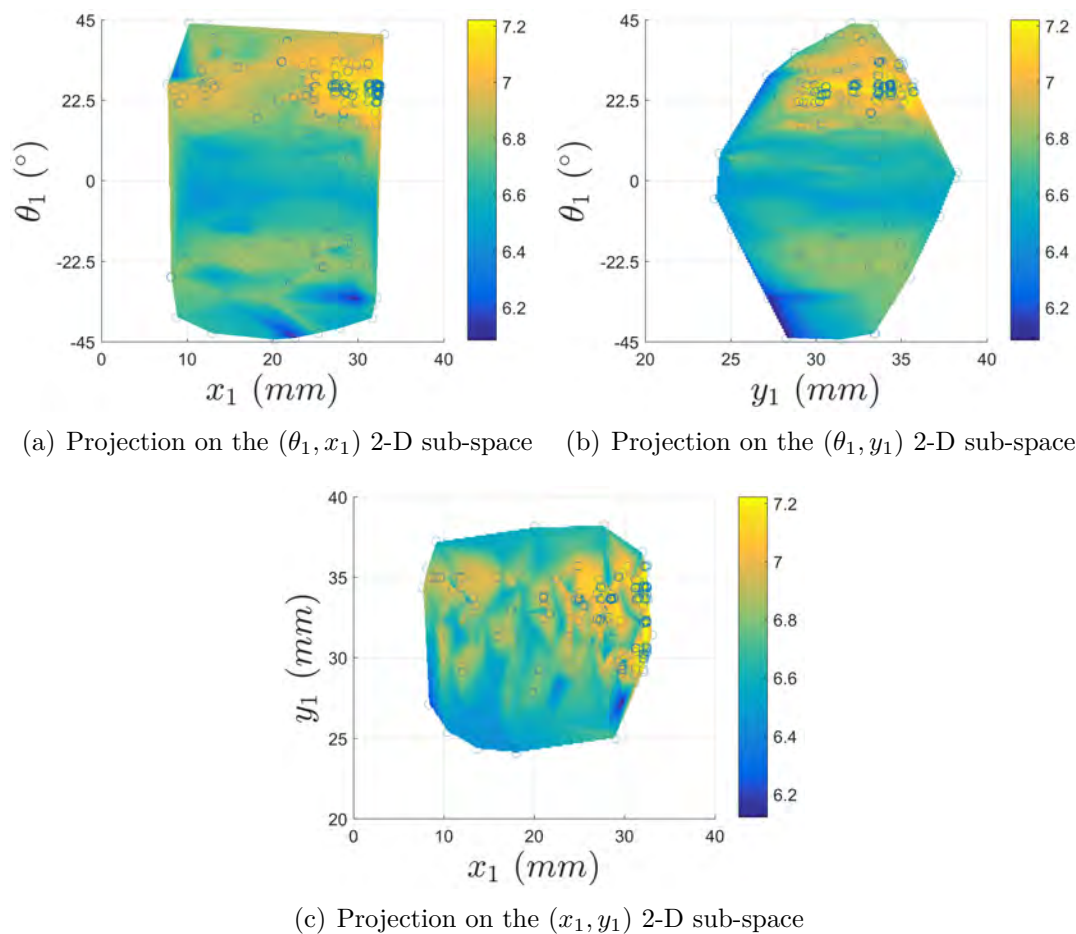 45
22.5
0
-22.5
-45
θ₁ (°)
0 10 20 30 40
x₁ (mm)
7.2
7
6.8
6.6
6.4
6.2
45
22.5
0
-22.5
-45
θ₁ (°)
20 25 30 35 40
y₁ (mm)
7.2
7
6.8
6.6
6.4
6.2
(a) Projection on the (θ₁, x₁) 2-D sub-space
(b) Projection on the (θ₁, y₁) 2-D sub-space
40
35
30
25
20
y₁ (mm)
0 10 20 30 40
x₁ (mm)
7.2
7
6.8
6.6
6.4
6.2
(c) Projection on the (x₁, y₁) 2-D sub-space